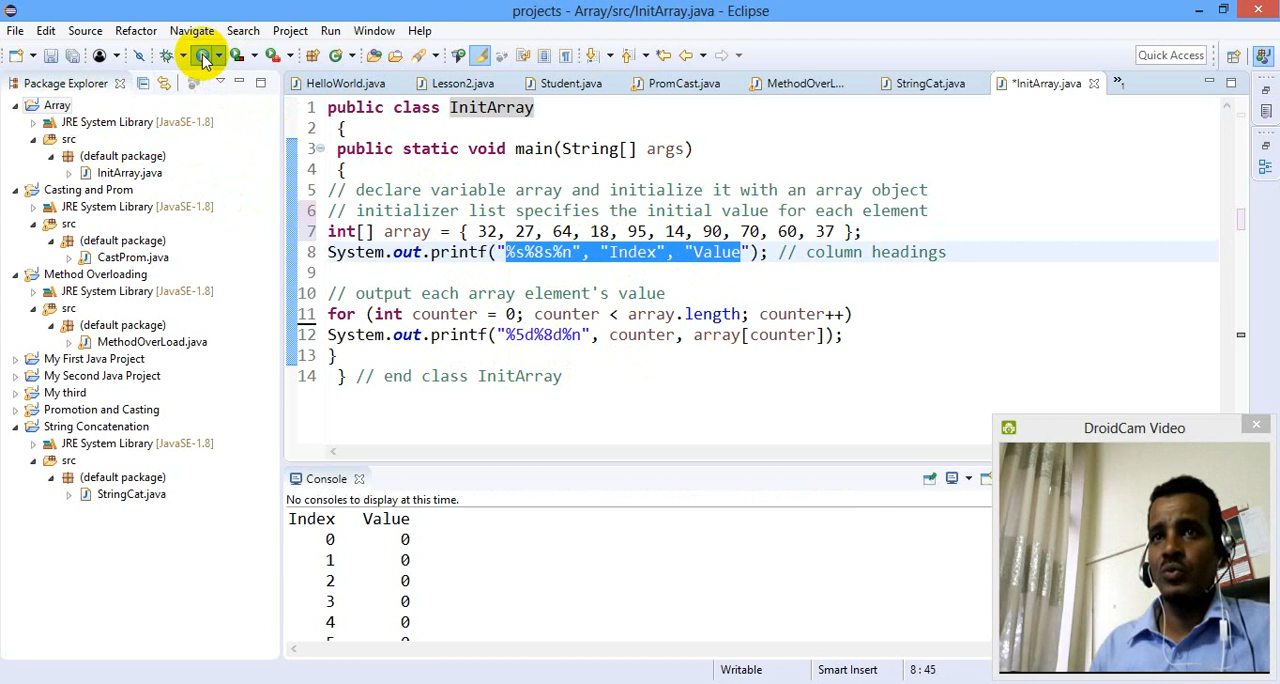 projects - Array/src/InitArray.java - Eclipse
File Edit Source Refactor Navigate Search Project Run Window Help
Quick Access
Package Explorer
HelloWorld.java Lesson2.java Student.java PromCast.java MethodOverL... StringCat.java *InitArray.java »1
Array
JRE System Library [JavaSE-1.8]
src
(default package)
InitArray.java
Casting and Prom
JRE System Library [JavaSE-1.8]
src
(default package)
CastProm.java
Method Overloading
JRE System Library [JavaSE-1.8]
src
(default package)
MethodOverLoad.java
My First Java Project
My Second Java Project
My third
Promotion and Casting
String Concatenation
JRE System Library [JavaSE-1.8]
src
(default package)
StringCat.java
1 public class InitArray
2 {
3 public static void main(String[] args)
4 {
5 // declare variable array and initialize it with an array object
6 // initializer list specifies the initial value for each element
7 int[] array = { 32, 27, 64, 18, 95, 14, 90, 70, 60, 37 };
8 System.out.printf("%s%8s%n", "Index", "Value"); // column headings
9
10 // output each array element's value
11 for (int counter = 0; counter < array.length; counter++)
12 System.out.printf("%5d%8d%n", counter, array[counter]);
13 }
14 } // end class InitArray
Console
No consoles to display at this time.
Index Value
0 0
1 0
2 0
3 0
4 0
5 0
DroidCam Video
Writable Smart Insert 8 : 45